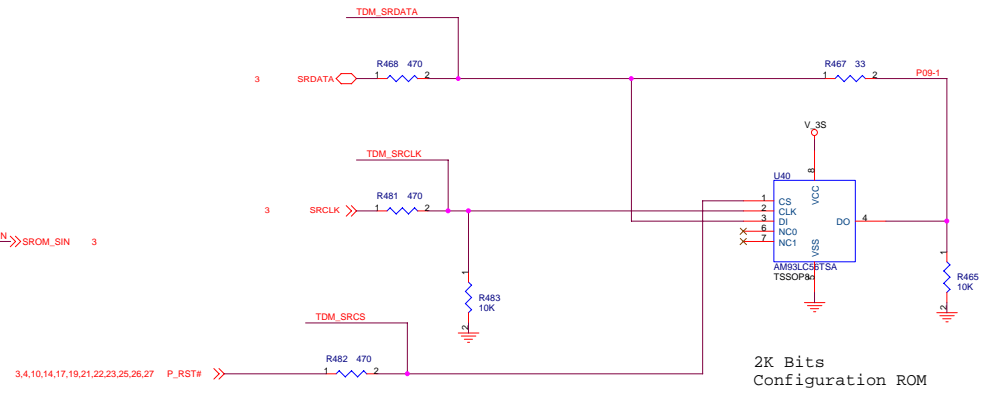 TDM_SRDATA
R468 470
R467 33
3 SRDATA 1 2
1 2 P09-1
V_3S
TDM_SRCLK
U40
8
VCC
R481 470
3 SRCLK 1 2
1 CS
2 CLK
3 DI
6 NC0
7 NC1
DO 4
VSS
N SROM_SIN 3
AM93LC56TSA
TSSOP8
1
R483
10K
2
1
R465
10K
2
TDM_SRCS
R482 470
3,4,10,14,17,19,21,22,23,25,26,27 P_RST# 1 2
2K Bits
Configuration ROM